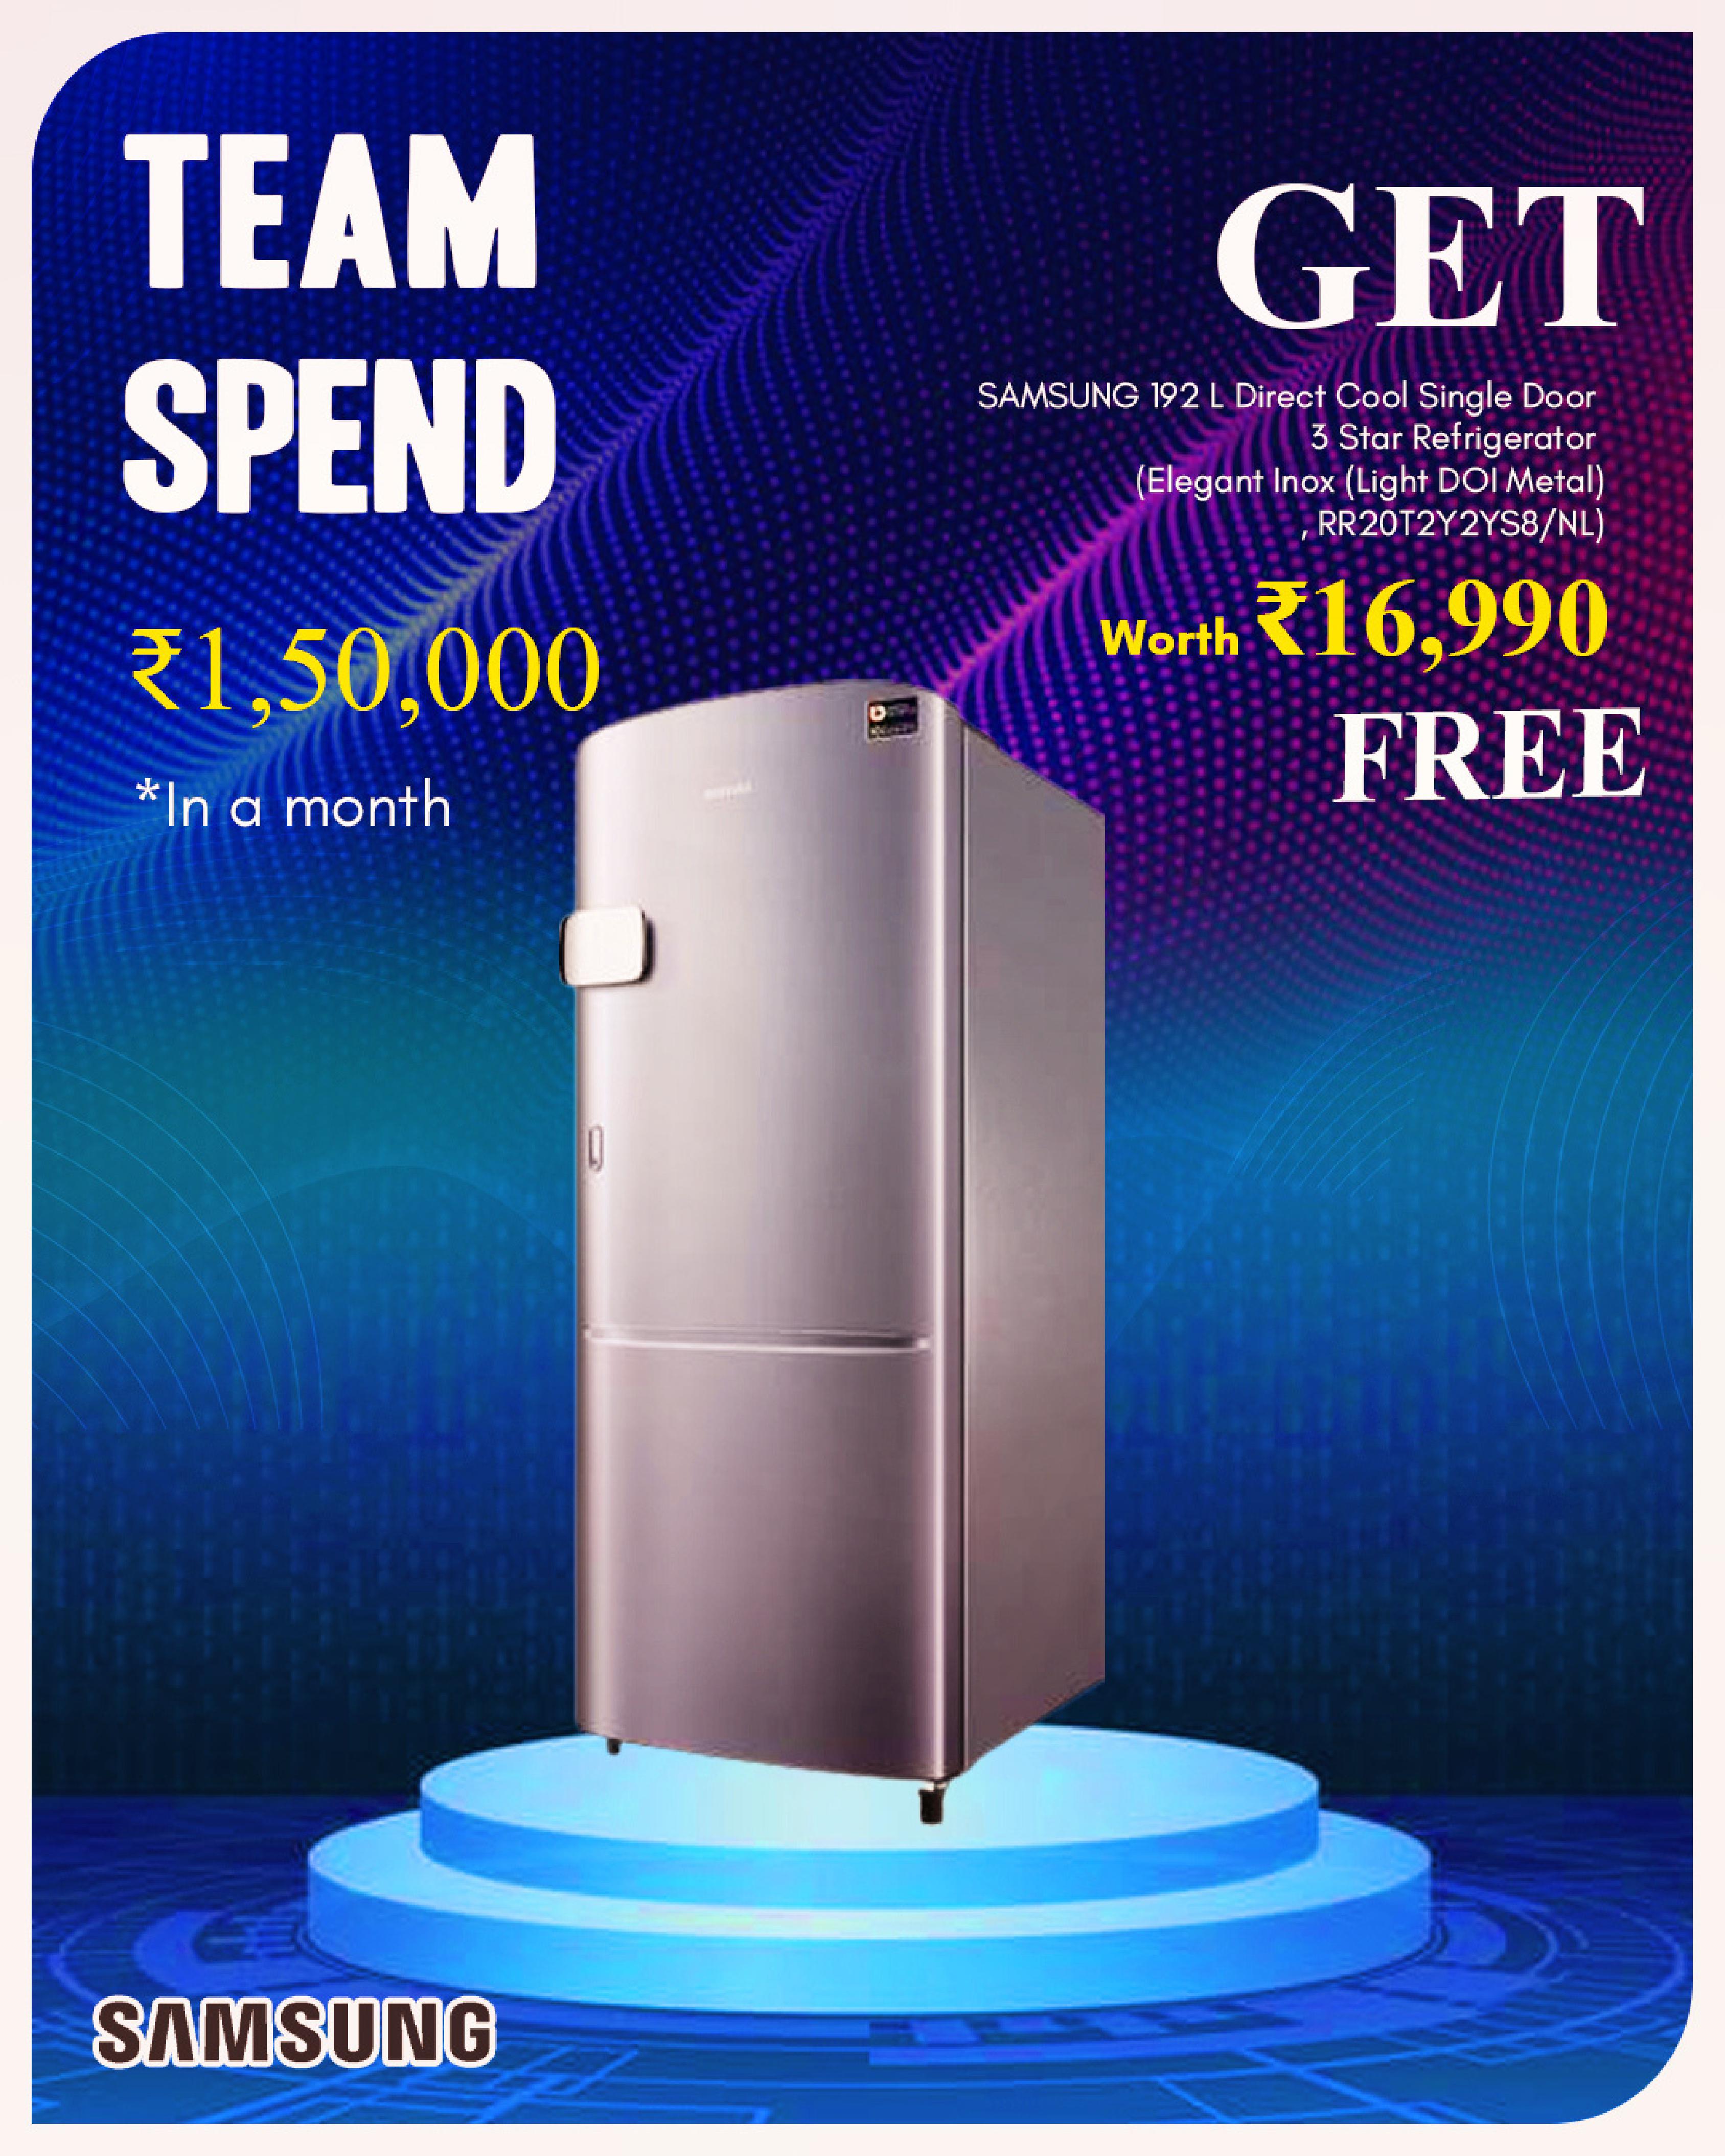 TEAM
SPEND
₹1,50,000
*In a month
GET
SAMSUNG 192 L Direct Cool Single Door
3 Star Refrigerator
(Elegant Inox (Light DOI Metal)
, RR20T2Y2YS8/NL)
Worth ₹16,990
FREE
SAMSUNG